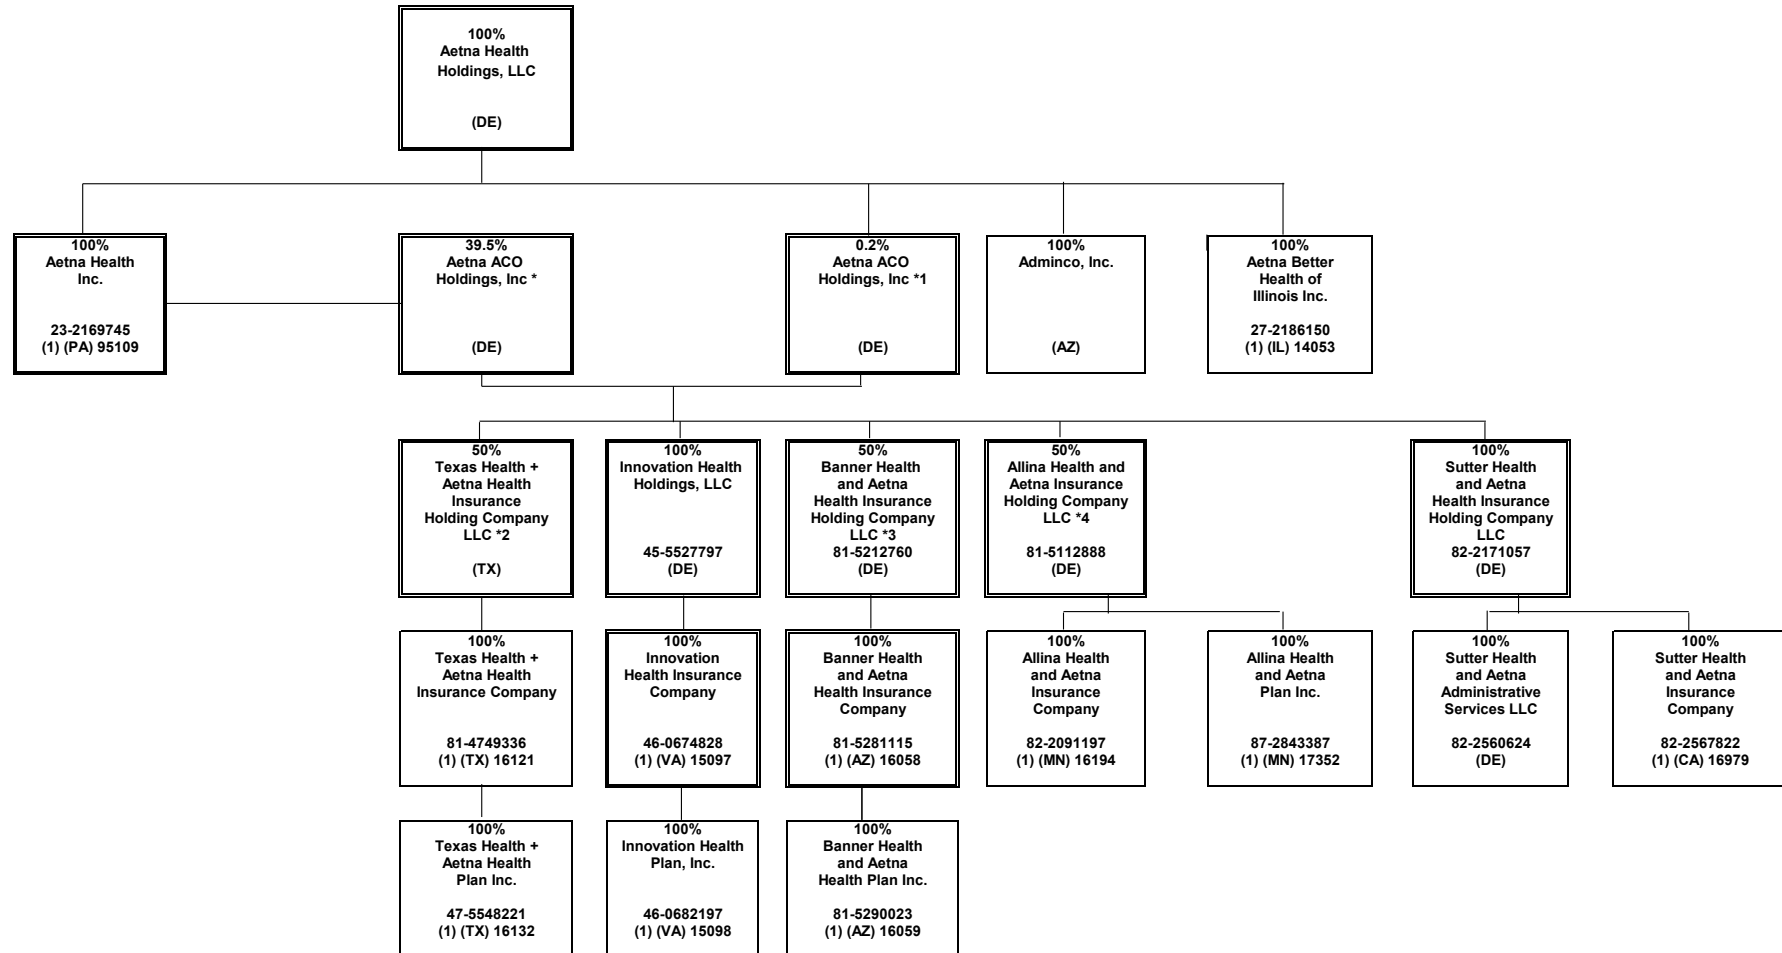 100%
Aetna Health
Holdings, LLC
(DE)
100%
Aetna Health
Inc.
23-2169745
(1) (PA) 95109
39.5%
Aetna ACO
Holdings, Inc *
(DE)
0.2%
Aetna ACO
Holdings, Inc *1
(DE)
100%
Adminco, Inc.
(AZ)
100%
Aetna Better
Health of
Illinois Inc.
27-2186150
(1) (IL) 14053
50%
Texas Health +
Aetna Health
Insurance
Holding Company
LLC *2
(TX)
100%
Innovation Health
Holdings, LLC
45-5527797
(DE)
50%
Banner Health
and Aetna
Health Insurance
Holding Company
LLC *3
81-5212760
(DE)
50%
Allina Health and
Aetna Insurance
Holding Company
LLC *4
81-5112888
(DE)
100%
Sutter Health
and Aetna
Health Insurance
Holding Company
LLC
82-2171057
(DE)
100%
Texas Health +
Aetna Health
Insurance Company
81-4749336
(1) (TX) 16121
100%
Innovation
Health Insurance
Company
46-0674828
(1) (VA) 15097
100%
Banner Health
and Aetna
Health Insurance
Company
81-5281115
(1) (AZ) 16058
100%
Allina Health
and Aetna
Insurance
Company
82-2091197
(1) (MN) 16194
100%
Allina Health
and Aetna
Plan Inc.
87-2843387
(1) (MN) 17352
100%
Sutter Health
and Aetna
Administrative
Services LLC
82-2560624
(DE)
100%
Sutter Health
and Aetna
Insurance
Company
82-2567822
(1) (CA) 16979
100%
Texas Health +
Aetna Health
Plan Inc.
47-5548221
(1) (TX) 16132
100%
Innovation Health
Plan, Inc.
46-0682197
(1) (VA) 15098
100%
Banner Health
and Aetna
Health Plan Inc.
81-5290023
(1) (AZ) 16059